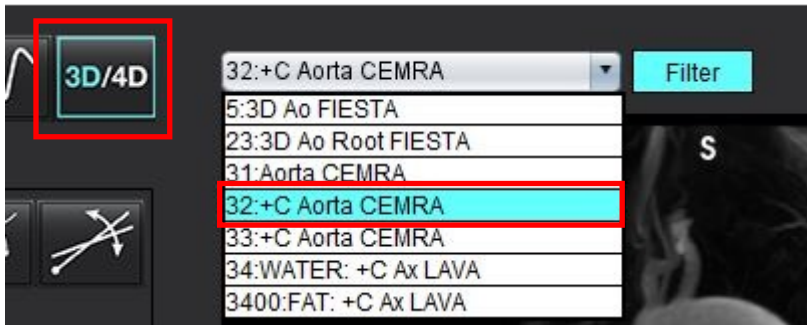 3D/4D
32:+C Aorta CEMRA
Filter
5:3D Ao FIESTA
23:3D Ao Root FIESTA
31:Aorta CEMRA
32:+C Aorta CEMRA
33:+C Aorta CEMRA
34:WATER: +C Ax LAVA
3400:FAT: +C Ax LAVA
S